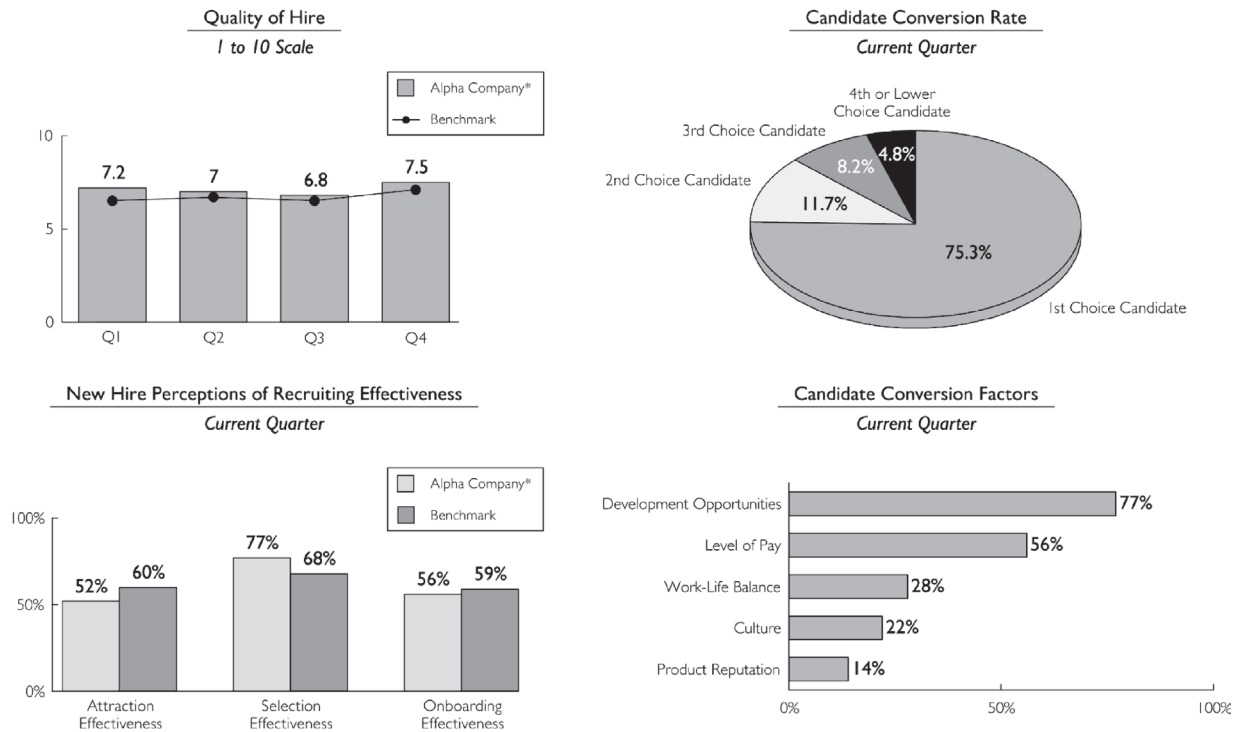 Quality of Hire
1 to 10 Scale
Alpha Company*
Benchmark
10
5
0
7.2
7
6.8
7.5
Q1
Q2
Q3
Q4
Candidate Conversion Rate
Current Quarter
4th or Lower
Choice Candidate
3rd Choice Candidate
2nd Choice Candidate
4.8%
8.2%
11.7%
75.3%
1st Choice Candidate
New Hire Perceptions of Recruiting Effectiveness
Current Quarter
Alpha Company*
Benchmark
100%
50%
0%
52%
60%
77%
68%
56%
59%
Attraction
Effectiveness
Selection
Effectiveness
Onboarding
Effectiveness
Candidate Conversion Factors
Current Quarter
Development Opportunities
77%
Level of Pay
56%
Work-Life Balance
28%
Culture
22%
Product Reputation
14%
0%
50%
100%